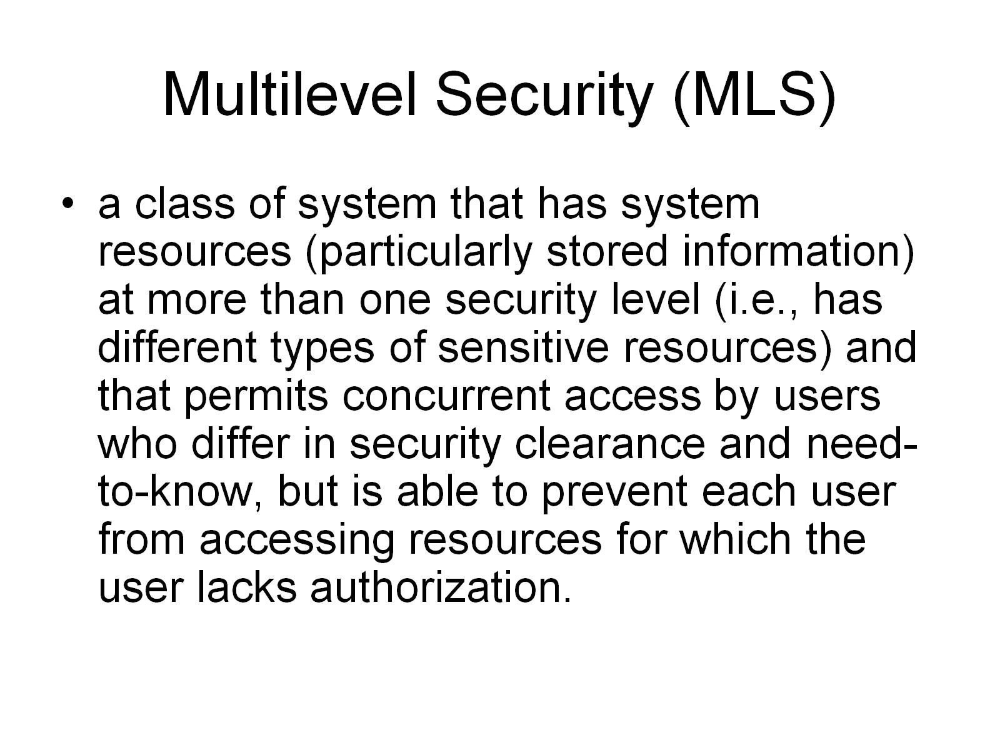 Multilevel Security (MLS)
• a class of system that has system
resources (particularly stored information)
at more than one security level (i.e., has
different types of sensitive resources) and
that permits concurrent access by users
who differ in security clearance and need-
to-know, but is able to prevent each user
from accessing resources for which the
user lacks authorization.